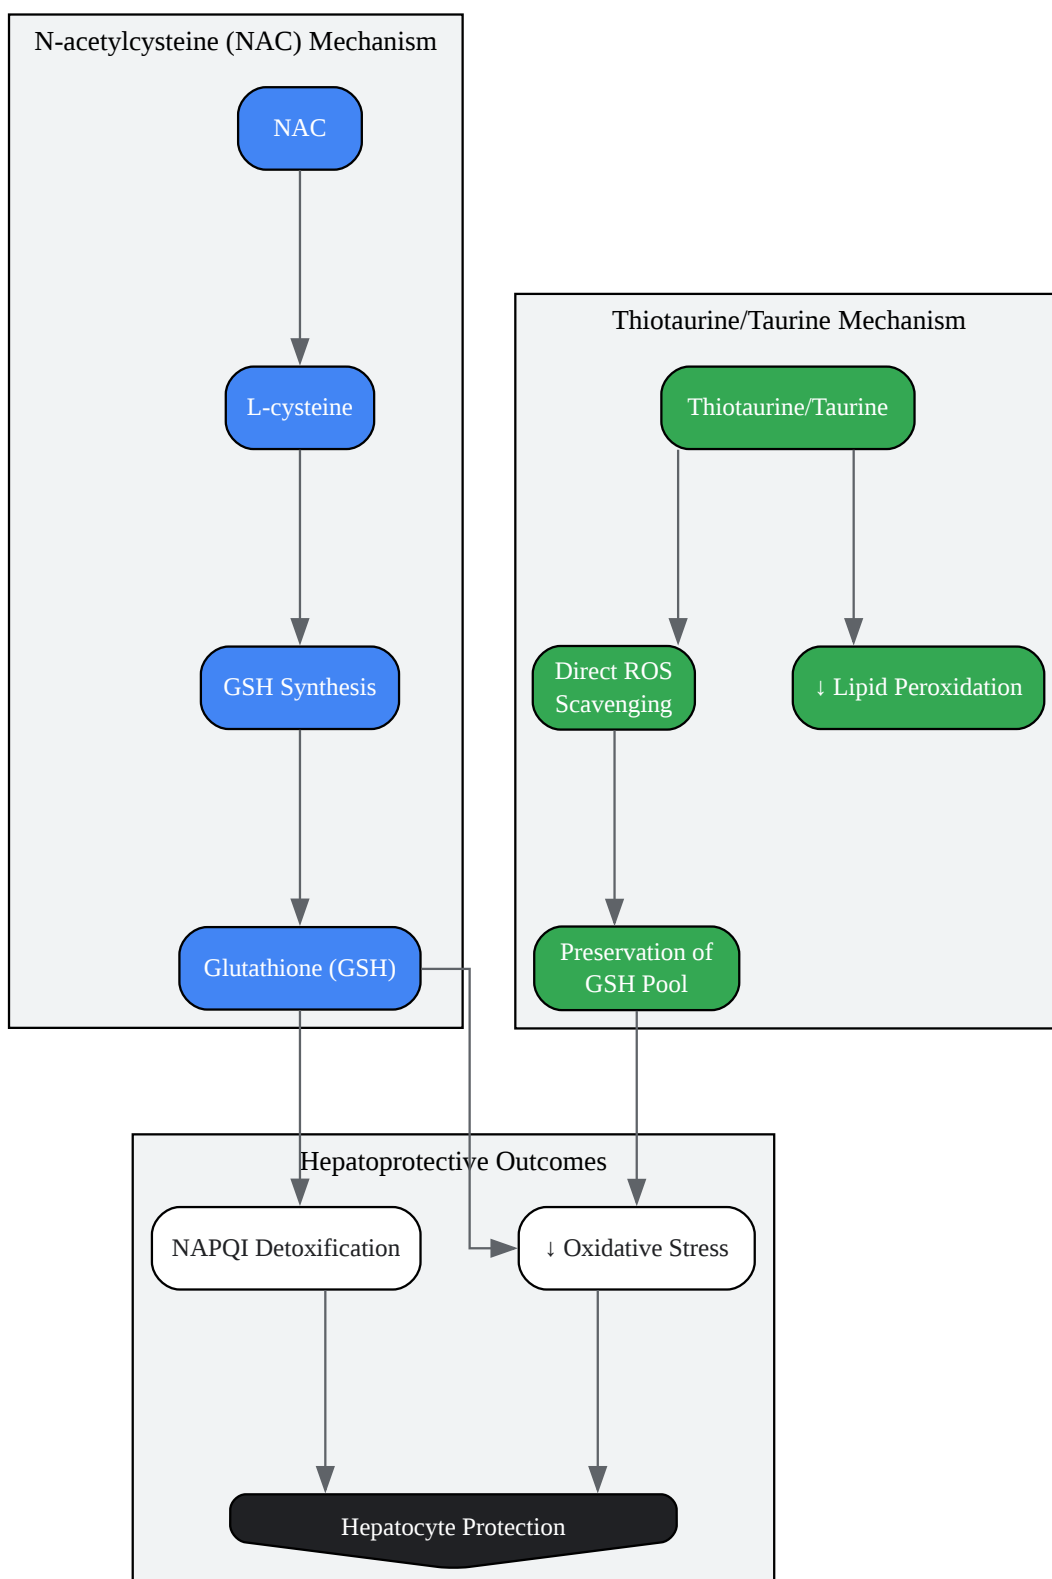 N-acetylcysteine (NAC) Mechanism
NAC
L-cysteine
GSH Synthesis
Glutathione (GSH)
Thiotaurine/Taurine Mechanism
Thiotaurine/Taurine
Direct ROS
Scavenging
↓ Lipid Peroxidation
Preservation of
GSH Pool
Hepatoprotective Outcomes
NAPQI Detoxification
↓ Oxidative Stress
Hepatocyte Protection